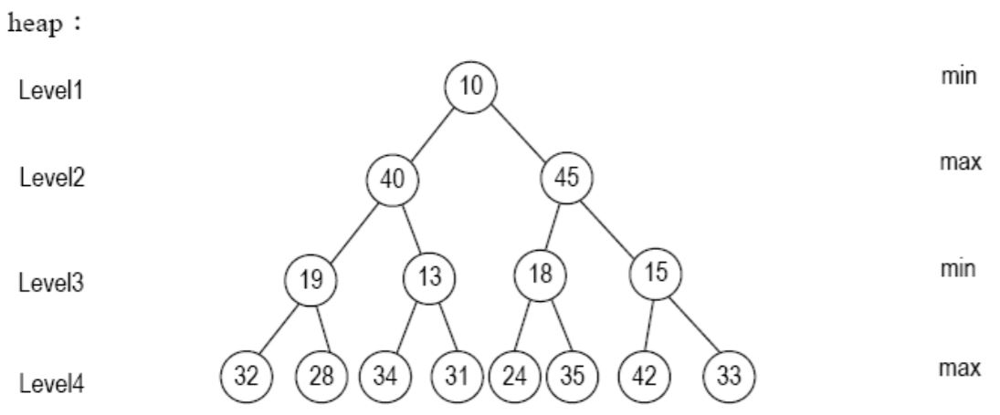 heap：
Level1 10 min
Level2 40 45 max
Level3 19 13 18 15 min
Level4 32 28 34 31 24 35 42 33 max